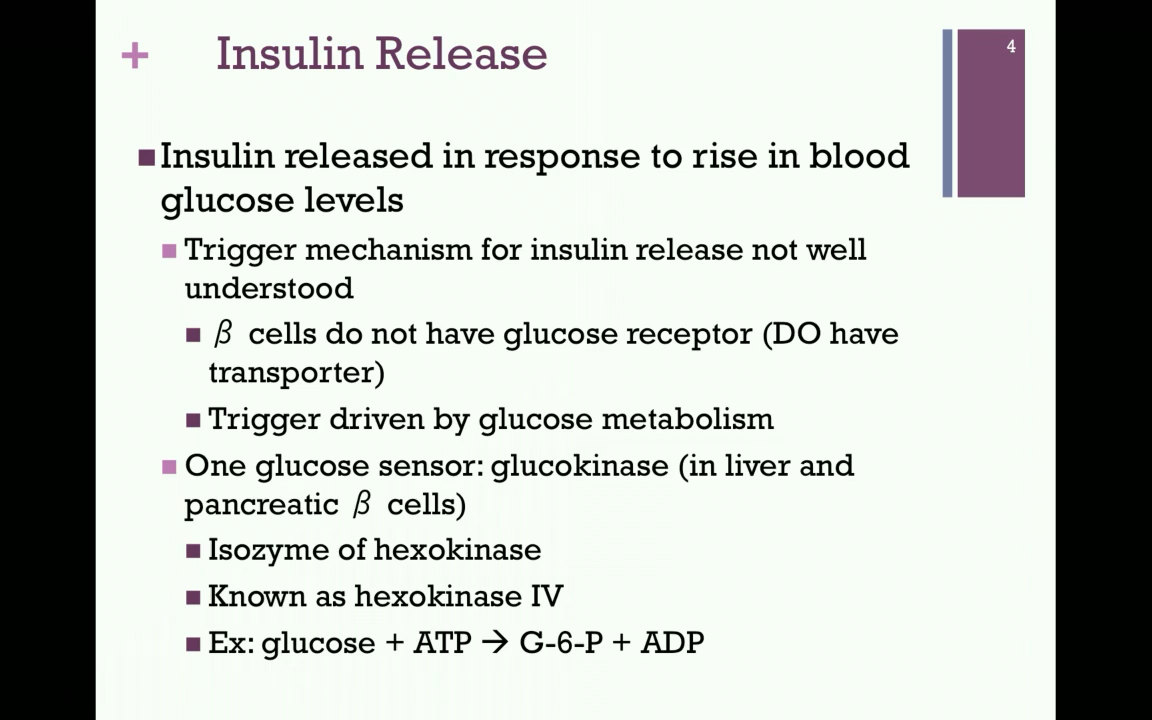 + Insulin Release
4
■ Insulin released in response to rise in blood
glucose levels
■ Trigger mechanism for insulin release not well
understood
■ β cells do not have glucose receptor (DO have
transporter)
■ Trigger driven by glucose metabolism
■ One glucose sensor: glucokinase (in liver and
pancreatic β cells)
■ Isozyme of hexokinase
■ Known as hexokinase IV
■ Ex: glucose + ATP → G-6-P + ADP